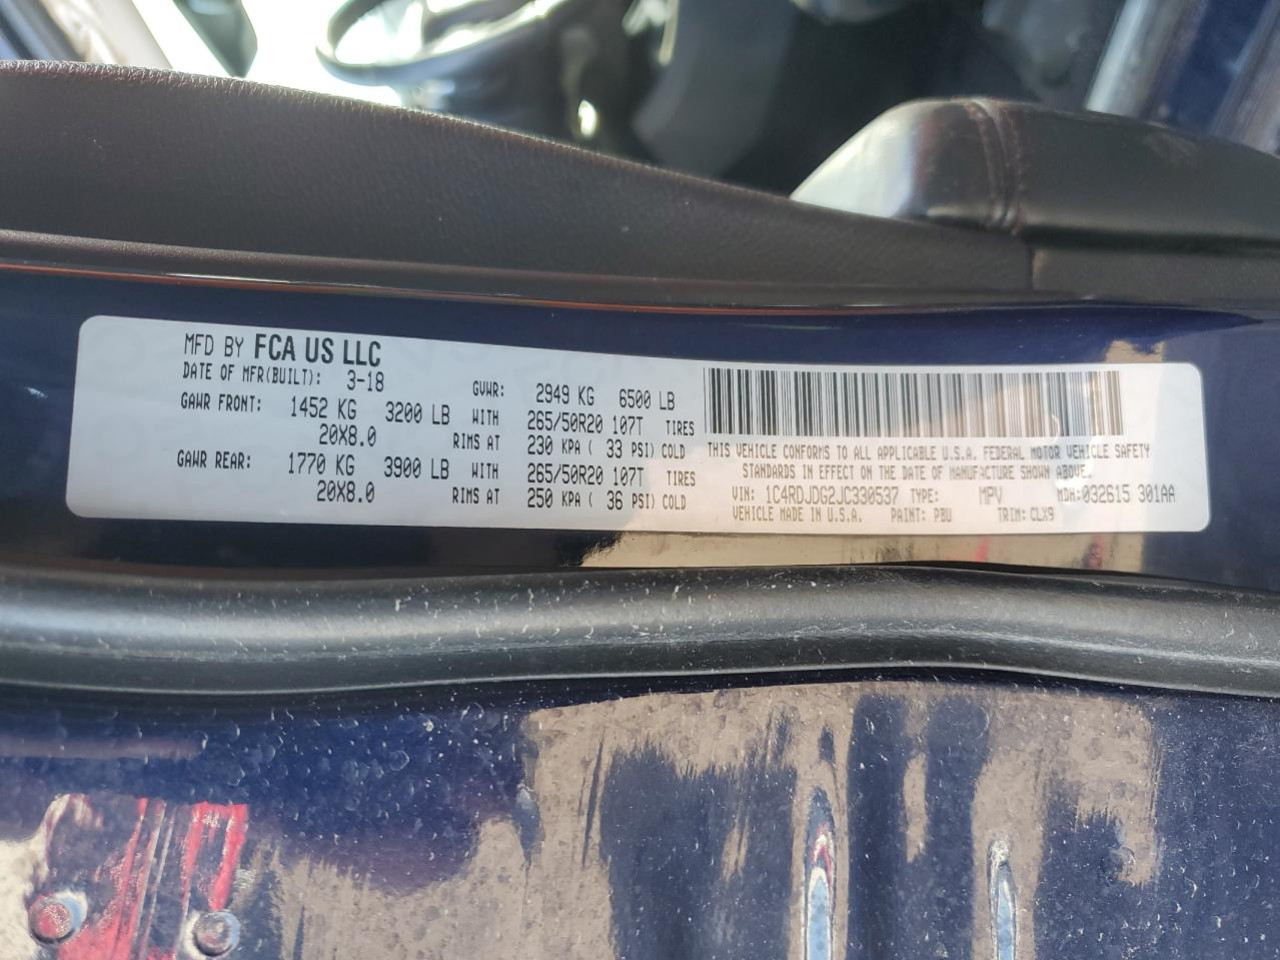 MFD BY FCA US LLC
DATE OF MFR(BUILT): 3-18 GVWR: 2949 KG 6500 LB
GAWR FRONT: 1452 KG 3200 LB WITH 265/50R20 107T TIRES
20X8.0 RIMS AT 230 KPA ( 33 PSI) COLD
GAWR REAR: 1770 KG 3900 LB WITH 265/50R20 107T TIRES
20X8.0 RIMS AT 250 KPA ( 36 PSI) COLD
THIS VEHICLE CONFORMS TO ALL APPLICABLE U.S.A. FEDERAL MOTOR VEHICLE SAFETY
STANDARDS IN EFFECT ON THE DATE OF MANUFACTURE SHOWN ABOVE.
VIN: 1C4RDJDG2JC330537 TYPE: MPV MDH:032615 301AA
VEHICLE MADE IN U.S.A. PAINT: PBU TRIM: CLX9